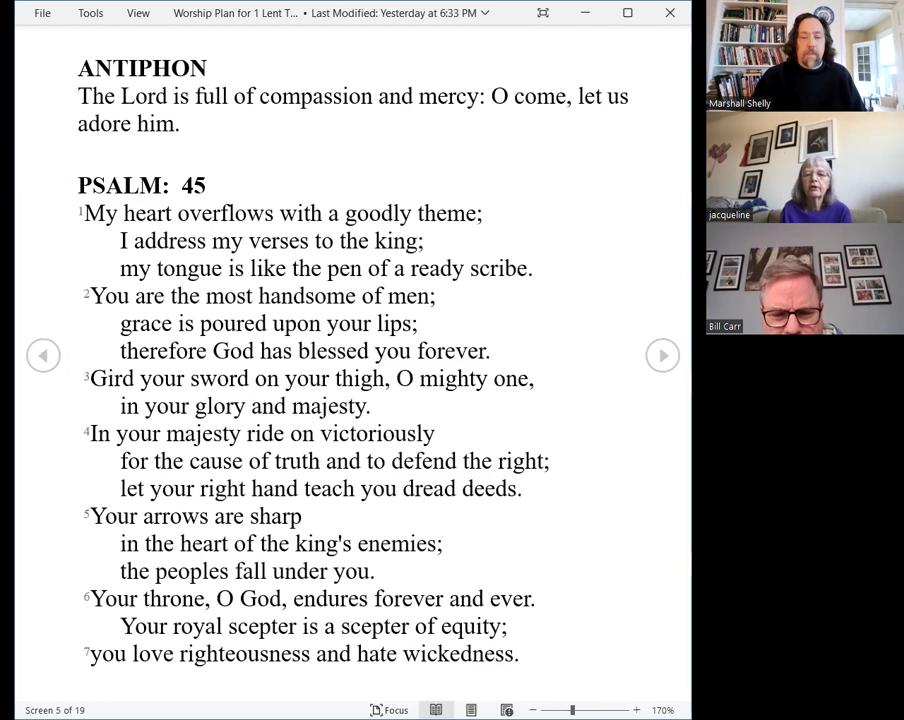 File Tools View Worship Plan for 1 Lent T... • Last Modified: Yesterday at 6:33 PM
ANTIPHON
The Lord is full of compassion and mercy: O come, let us
adore him.
PSALM: 45
1My heart overflows with a goodly theme;
I address my verses to the king;
my tongue is like the pen of a ready scribe.
2You are the most handsome of men;
grace is poured upon your lips;
therefore God has blessed you forever.
3Gird your sword on your thigh, O mighty one,
in your glory and majesty.
4In your majesty ride on victoriously
for the cause of truth and to defend the right;
let your right hand teach you dread deeds.
5Your arrows are sharp
in the heart of the king's enemies;
the peoples fall under you.
6Your throne, O God, endures forever and ever.
Your royal scepter is a scepter of equity;
7you love righteousness and hate wickedness.
Screen 5 of 19 Focus 170%
Marshall Shelly
jacqueline
Bill Carr